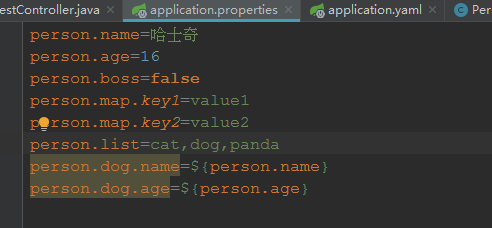 estController.java × application.properties × application.yaml × Pe
person.name=哈士奇
person.age=16
person.boss=false
person.map.key1=value1
person.map.key2=value2
person.list=cat,dog,panda
person.dog.name=${person.name}
person.dog.age=${person.age}